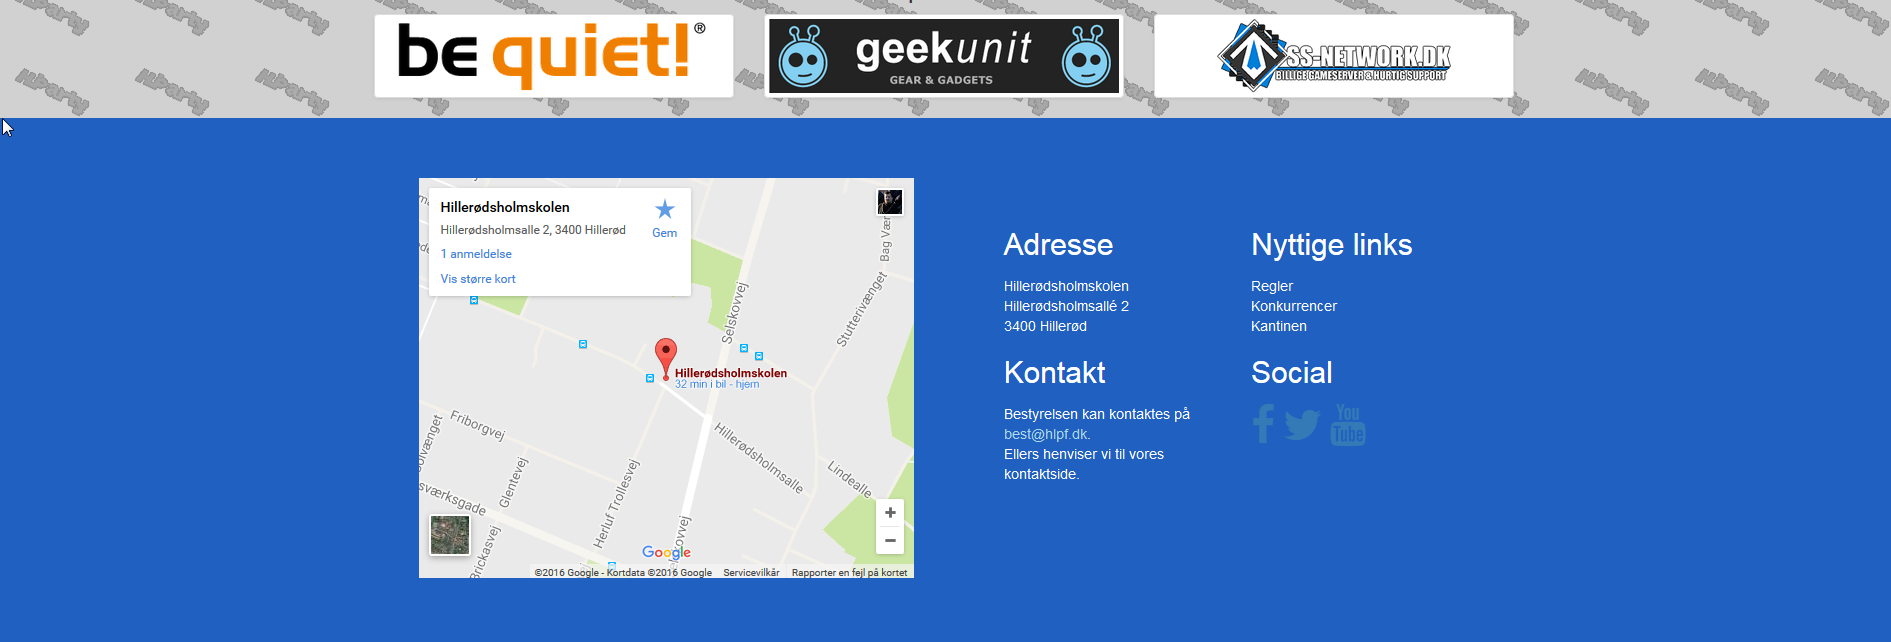 be quiet!®
geekunit
GEAR & GADGETS
SS-NETWORK.DK
BILLIGE GAMESERVER & HURTIG SUPPORT
Hillerødsholmskolen
Hillerødsholmsalle 2, 3400 Hillerød
1 anmeldelse
Vis større kort
Gem
Bag Vær
Selskovvej
Stutterivænget
Hillerødsholmskolen
32 min i bil - hjem
Friborgvej
Hillerødsholmsalle
Lindealle
Glentevej
Herluf Trollesvej
Brickasvej
Google
©2016 Google - Kortdata ©2016 Google
Servicevilkår
Rapporter en fejl på kortet
Adresse
Hillerødsholmskolen
Hillerødsholmsallé 2
3400 Hillerød
Kontakt
Bestyrelsen kan kontaktes på
best@hlpf.dk.
Ellers henviser vi til vores
kontaktside.
Nyttige links
Regler
Konkurrencer
Kantinen
Social
You
Tube